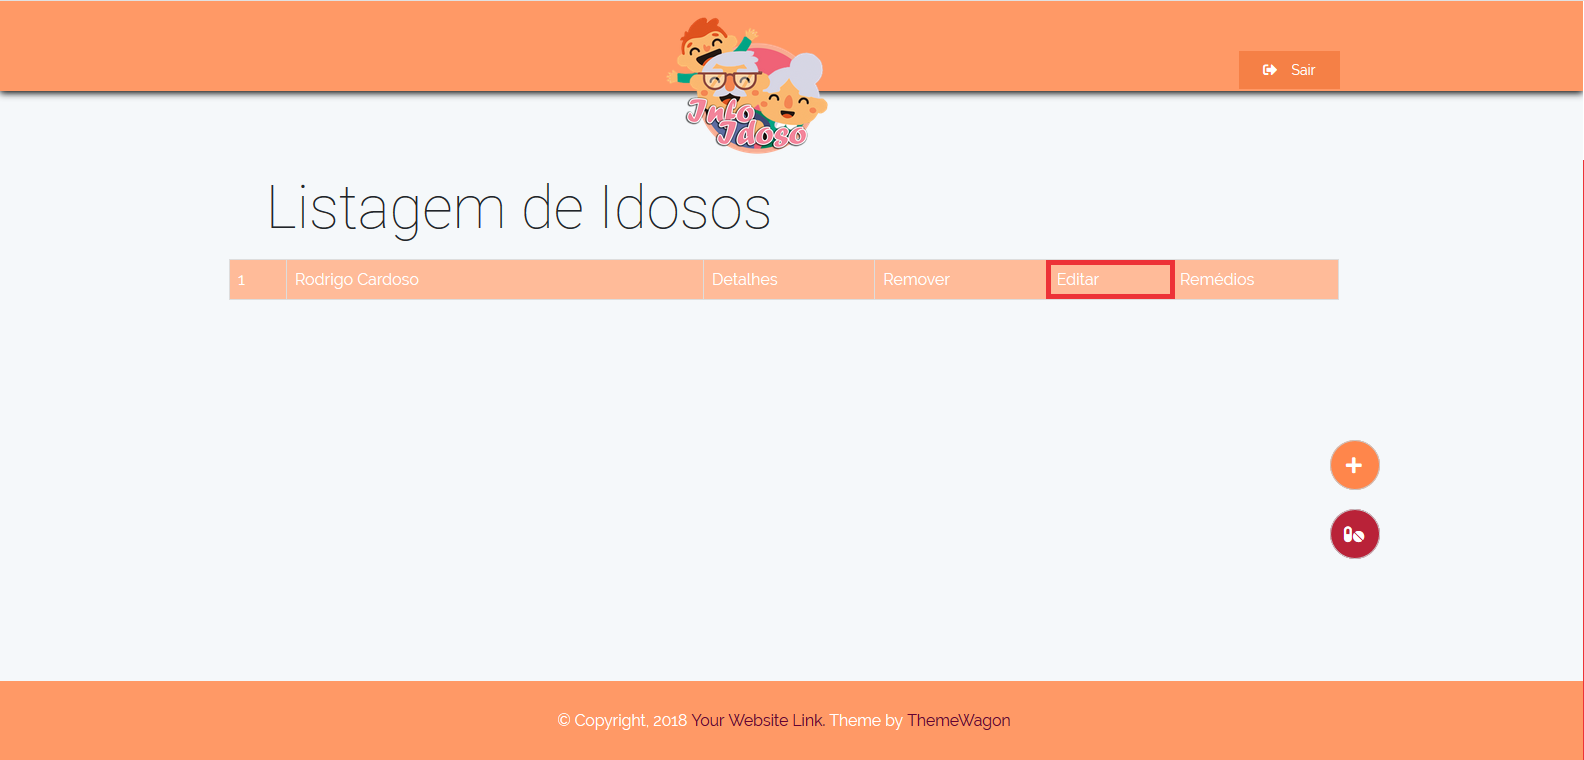 Info
Idoso
Sair
Listagem de Idosos
1 Rodrigo Cardoso Detalhes Remover Editar Remédios
© Copyright, 2018 Your Website Link. Theme by ThemeWagon